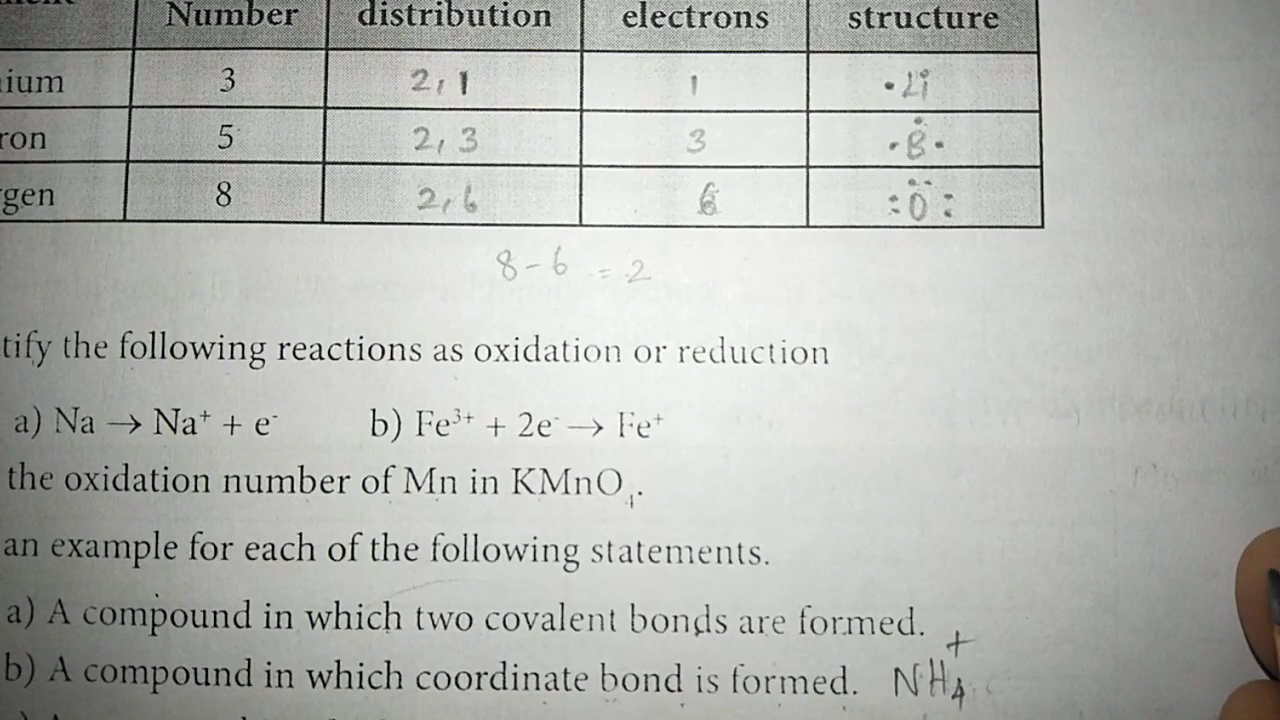 Number distribution electrons structure
ium 3 2,1 1 •Li
ron 5 2,3 3 •Ḃ•
gen 8 2,6 6 :Ö:
8-6 = 2
tify the following reactions as oxidation or reduction
a) Na → Na⁺ + e⁻ b) Fe³⁺ + 2e⁻ → Fe⁺
the oxidation number of Mn in KMnO₄.
an example for each of the following statements.
a) A compound in which two covalent bonds are formed.
b) A compound in which coordinate bond is formed. NH₄⁺